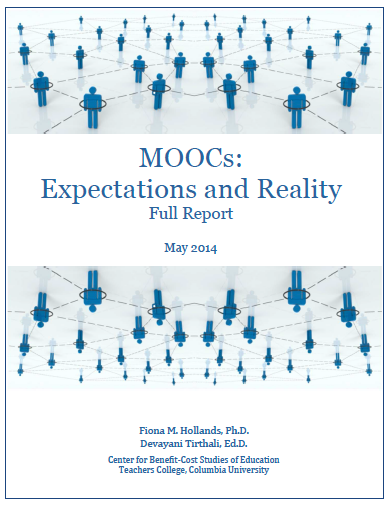 MOOCs:
Expectations and Reality
Full Report
May 2014
Fiona M. Hollands, Ph.D.
Devayani Tirthali, Ed.D.
Center for Benefit-Cost Studies of Education
Teachers College, Columbia University